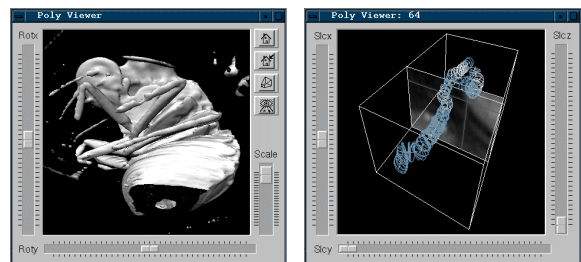 Poly Viewer
Rotx
Scale
Roty
Poly Viewer: 64
Slcx
Slcz
Slcy